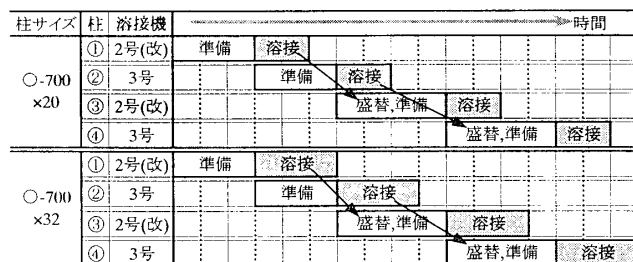 柱サイズ 柱 溶接機 時間
① 2号(改) 準備 溶接
② 3号 準備 溶接
○-700
×20
③ 2号(改) 盛替,準備 溶接
④ 3号 盛替,準備 溶接
① 2号(改) 準備 溶接
② 3号 準備 溶接
○-700
×32
③ 2号(改) 盛替,準備 溶接
④ 3号 盛替,準備 溶接